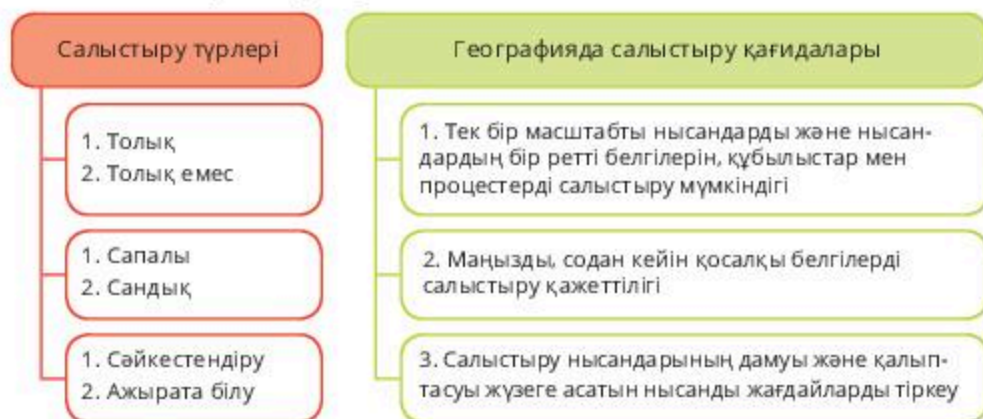 Салыстыру түрлері
1. Толық
2. Толық емес
1. Сапалы
2. Сандық
1. Сәйкестендіру
2. Ажырата білу
Географияда салыстыру қағидалары
1. Тек бір масштабты нысандарды және нысан-
дардың бір ретті белгілерін, құбылыстар мен
процестерді салыстыру мүмкіндігі
2. Маңызды, содан кейін қосалқы белгілерді
салыстыру қажеттілігі
3. Салыстыру нысандарының дамуы және қалып-
тасуы жүзеге асатын нысанды жағдайларды тіркеу